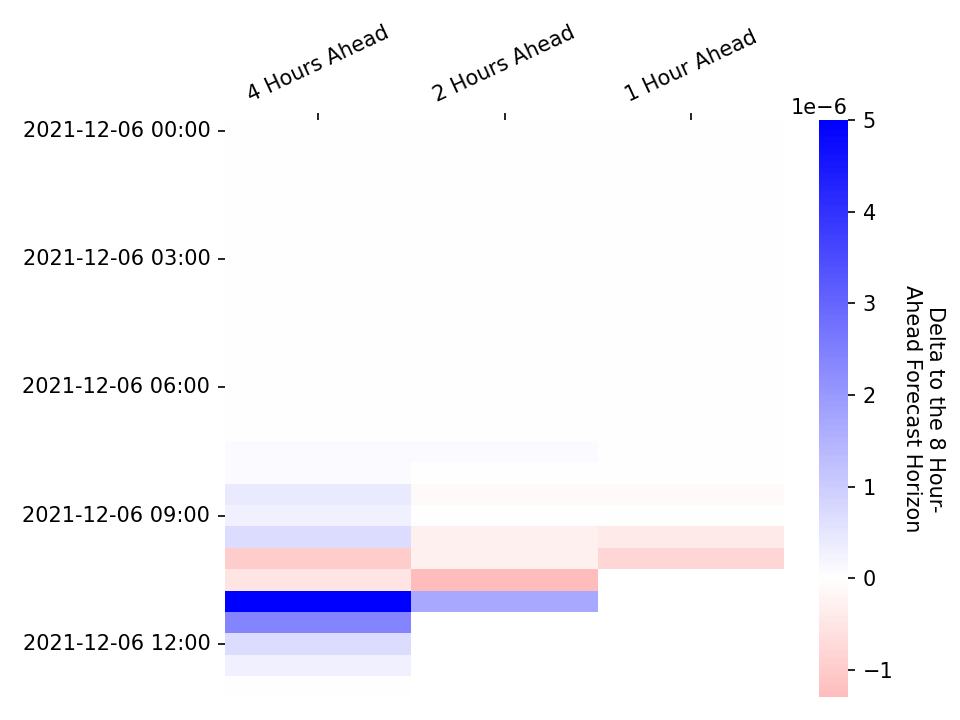 4 Hours Ahead
2 Hours Ahead
1 Hour Ahead
1e−6
2021-12-06 00:00
2021-12-06 03:00
2021-12-06 06:00
2021-12-06 09:00
2021-12-06 12:00
5
4
3
2
1
0
−1
Delta to the 8 Hour-
Ahead Forecast Horizon